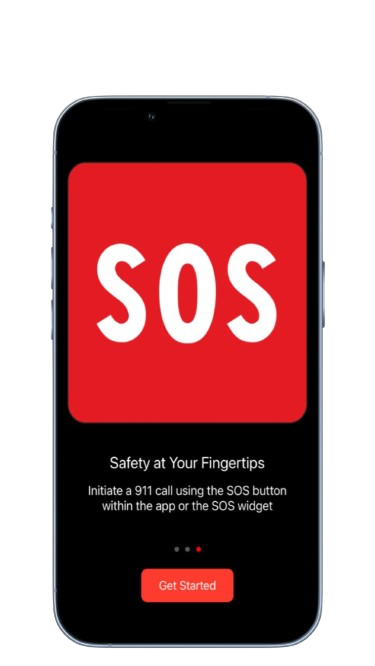 SOS
Safety at Your Fingertips
Initiate a 911 call using the SOS button
within the app or the SOS widget
Get Started